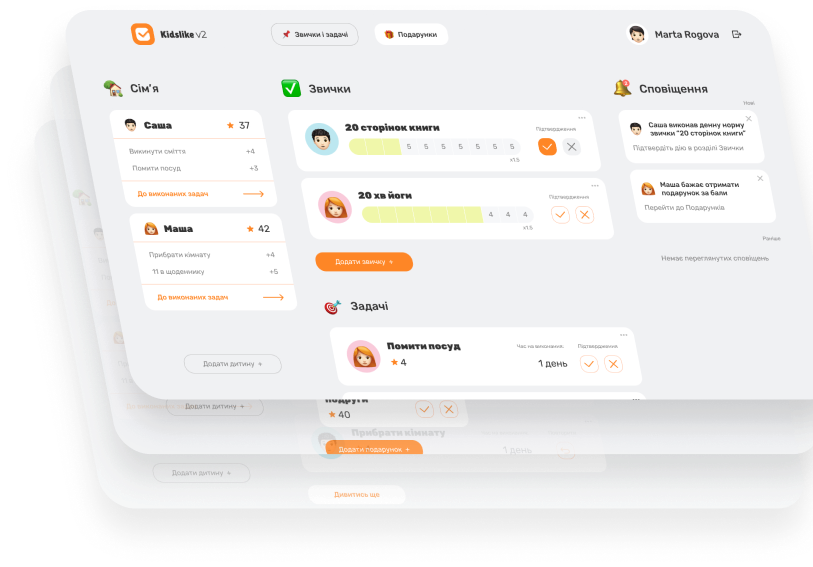 Kidslike v2
Звички і задачі
Подарунки
Marta Rogova
Сім'я
Саша
37
Викинути сміття +4
Помити посуд +3
До виконаних задач
Маша
42
Прибрати кімнату +4
11 в щоденнику +5
До виконаних задач
Додати дитину +
Звички
20 сторінок книги
Підтвердження
5 5 5 5 5 5 5
x1.5
20 хв йоги
Підтвердження
4 4 4
x1.5
Додати звичку +
Задачі
Помити посуд
4
Час на виконання
Підтвердження
1 день
Сповіщення
Нові
Саша виконав денну норму
звички "20 сторінок книги"
Підтвердіть дію в розділі Звички
Маша бажає отримати
подарунок за бали
Перейти до Подарунків
Раніше
Немає переглянутих сповіщень
Додати дитину +
подруги
40
Прибрати кімнату
Додати подарунок +
1 день
Додати дитину +
Дивитись ще